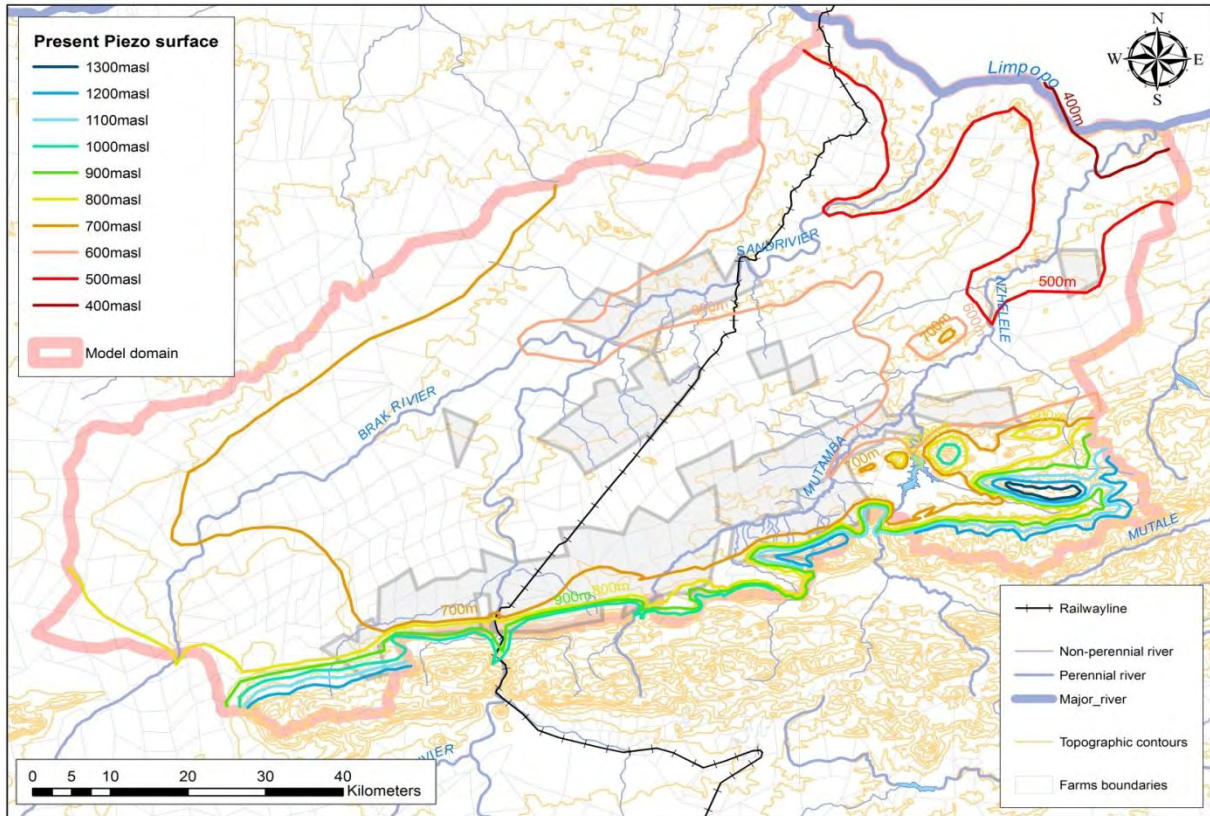 Present Piezo surface
1300masl
1200masl
1100masl
1000masl
900masl
800masl
700masl
600masl
500masl
400masl
Model domain
N
W
E
S
Limpopo
400m
SANDRIVIER
NZHELELE
500m
600m
700m
BRAK RIVIER
MUTAMBA
700m
MUTALE
700m
900m
800m
Railwayline
Non-perennial river
Perennial river
Major_river
Topographic contours
Farms boundaries
0 5 10 20 30 40
Kilometers